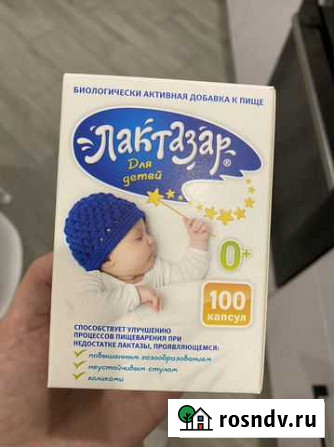 БИОЛОГИЧЕСКИ АКТИВНАЯ ДОБАВКА К ПИЩЕ
Лактазар®
Для
детей
0+
100
капсул
СПОСОБСТВУЕТ УЛУЧШЕНИЮ
ПРОЦЕССОВ ПИЩЕВАРЕНИЯ ПРИ
НЕДОСТАТКЕ ЛАКТАЗЫ, ПРОЯВЛЯЮЩЕМСЯ:
повышенным газообразованием
неустойчивым стулом
коликами
rosndv.ru